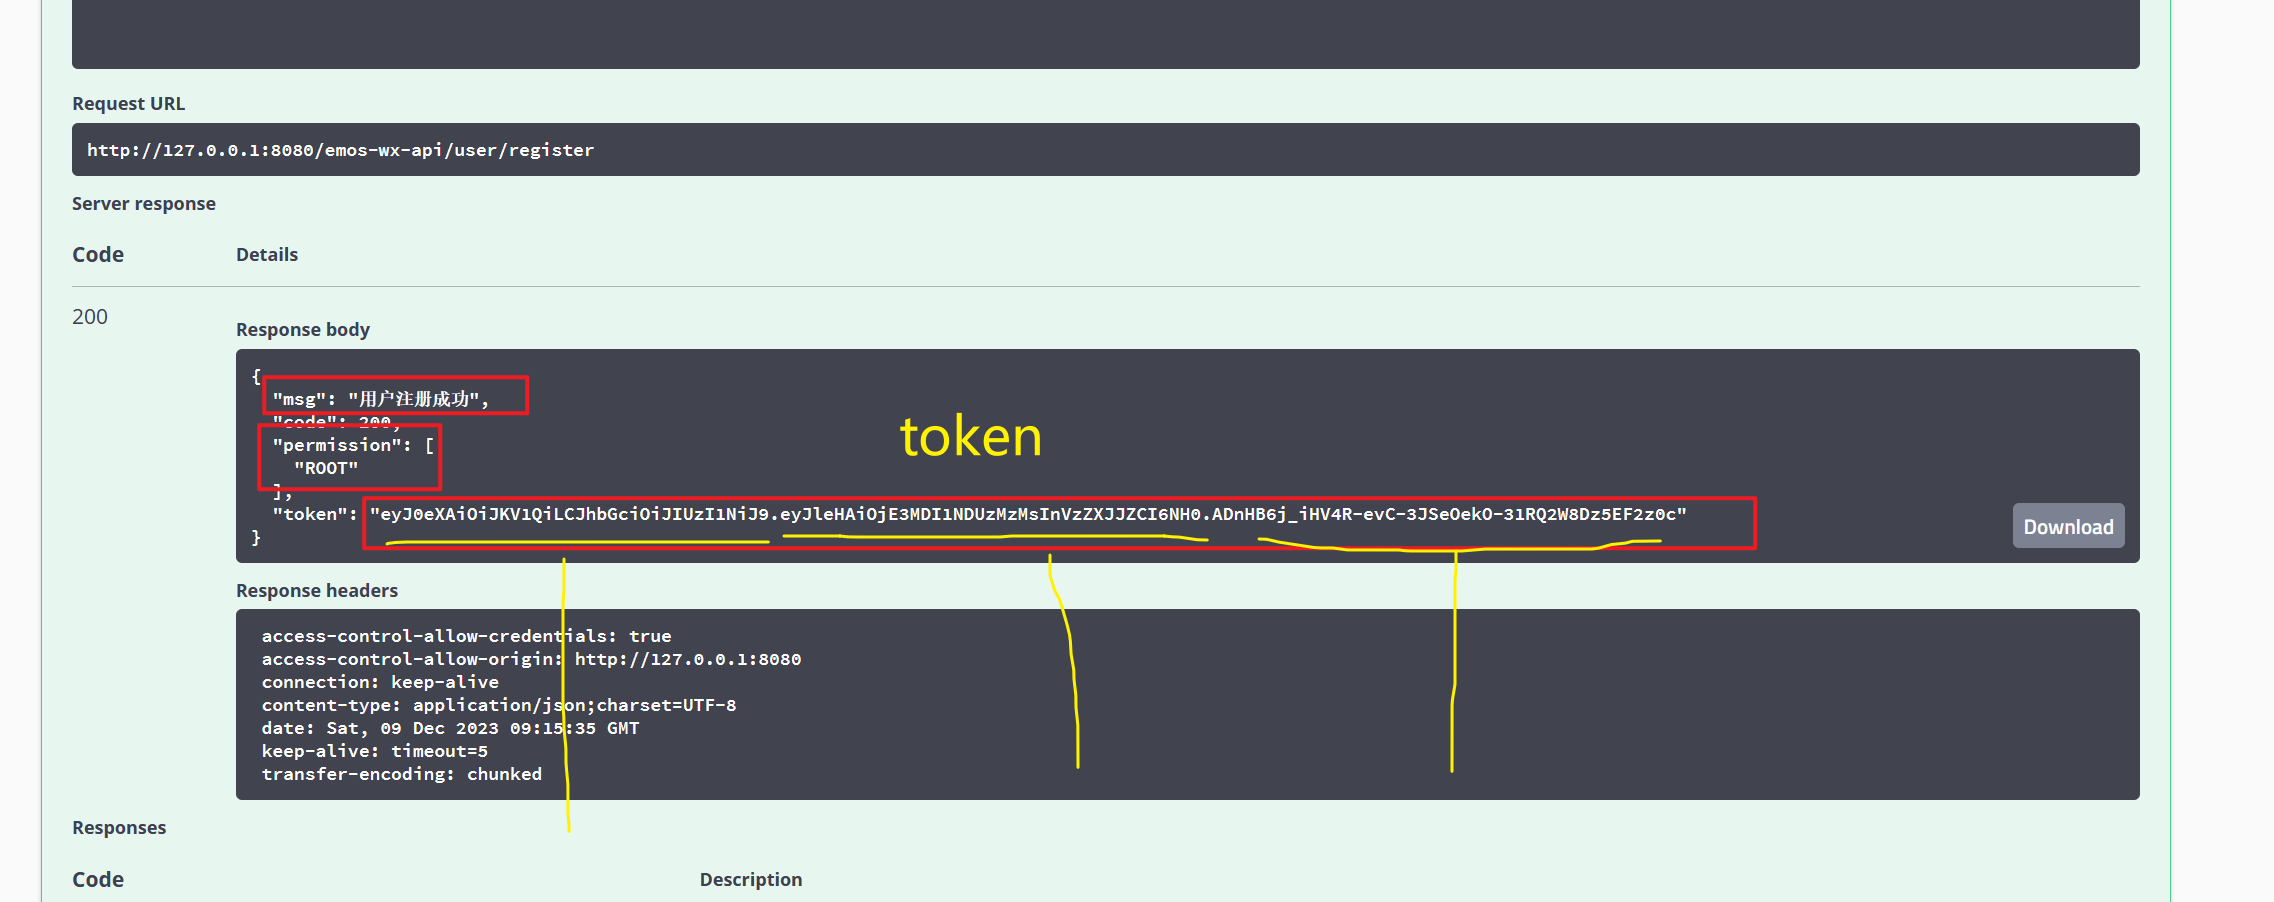 Request URL
http://127.0.0.1:8080/emos-wx-api/user/register
Server response
Code Details
200
Response body
{
"msg": "用户注册成功",
"code": 200,
"permission": [
"ROOT"
],
"token": "eyJ0eXAiOiJKV1QiLCJhbGciOiJIUzI1NiJ9.eyJleHAiOjE3MDI1NDUzMzMsInVzZXJJZCI6NH0.ADnHB6j_iHV4R-evC-3JSeOekO-31RQ2W8Dz5EF2z0c"
}
token
Download
Response headers
access-control-allow-credentials: true
access-control-allow-origin: http://127.0.0.1:8080
connection: keep-alive
content-type: application/json;charset=UTF-8
date: Sat, 09 Dec 2023 09:15:35 GMT
keep-alive: timeout=5
transfer-encoding: chunked
Responses
Code Description